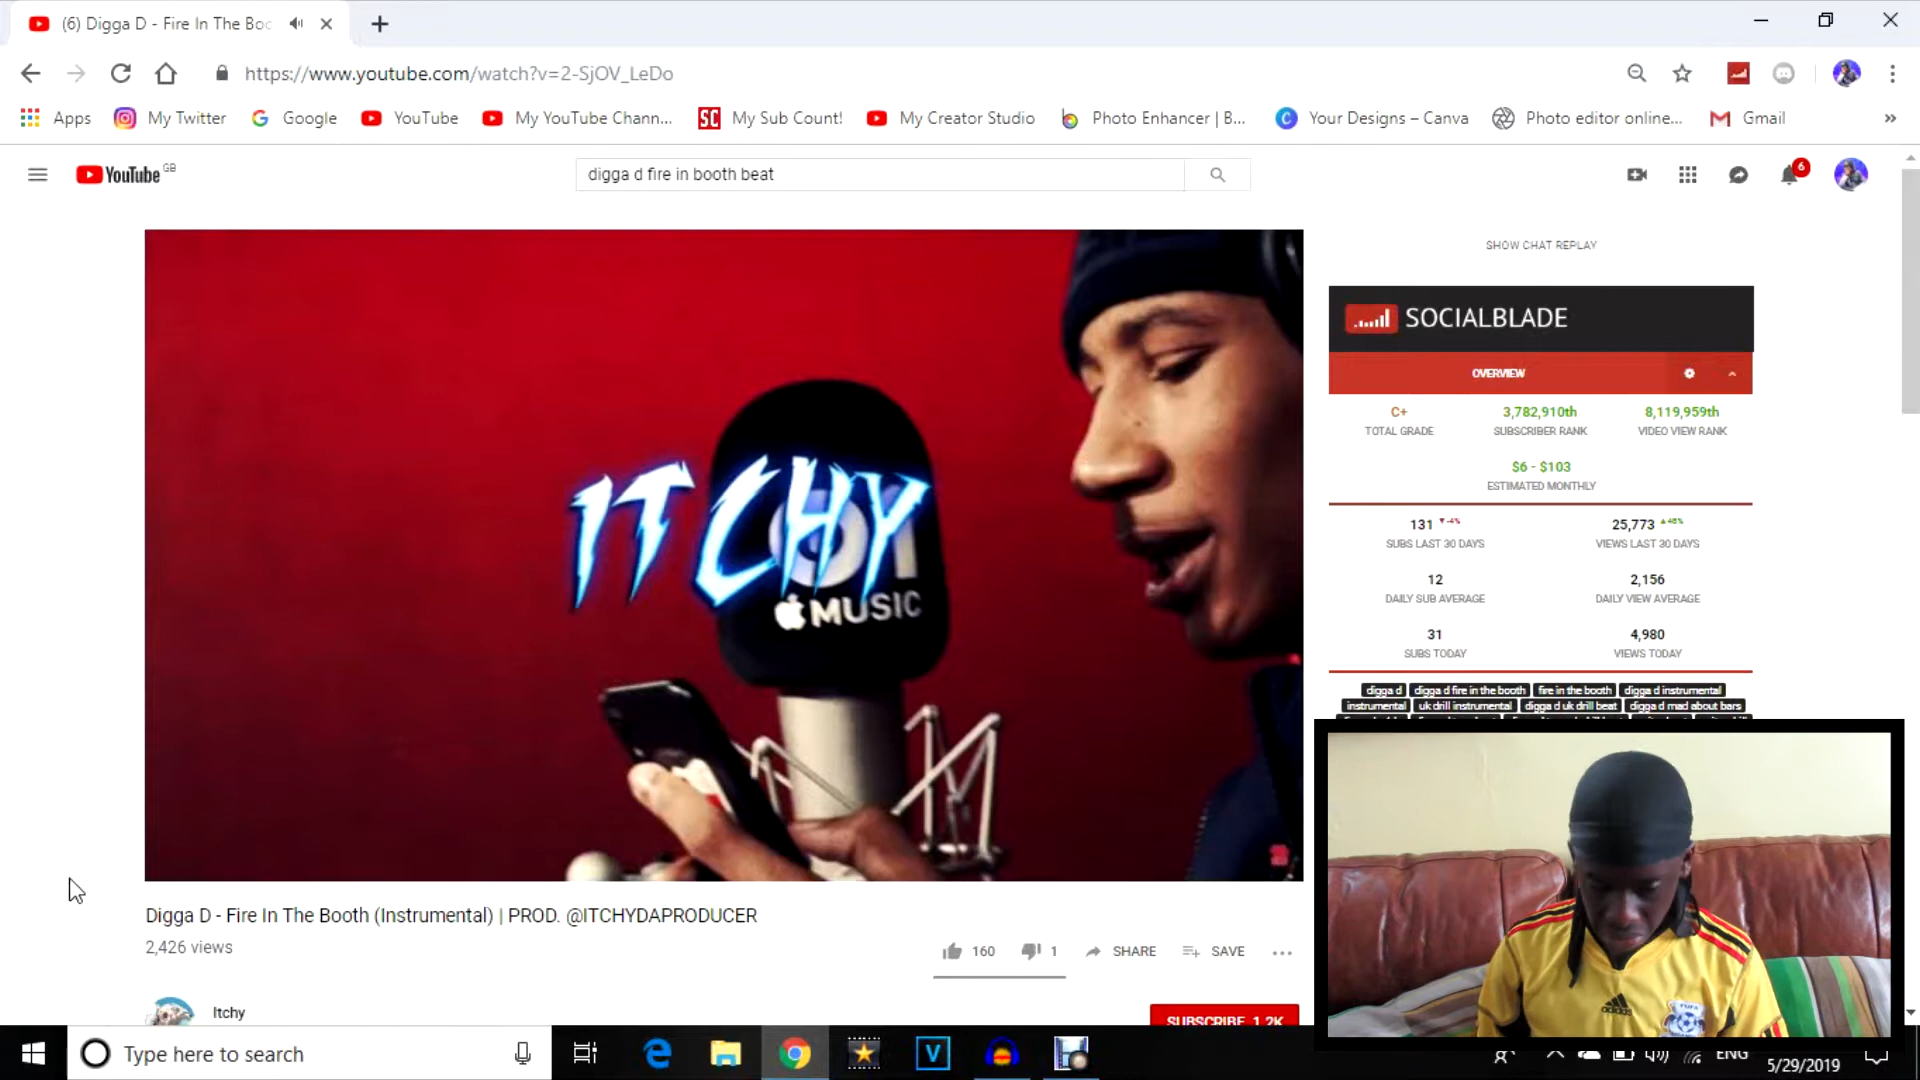 (6) Digga D - Fire In The Boo
https://www.youtube.com/watch?v=2-SjOV_LeDo
Apps
My Twitter
Google
YouTube
My YouTube Chann...
SC
My Sub Count!
My Creator Studio
Photo Enhancer | B...
Your Designs – Canva
Photo editor online...
Gmail
YouTube GB
digga d fire in booth beat
6
SHOW CHAT REPLAY
SOCIALBLADE
OVERVIEW
C+
TOTAL GRADE
3,782,910th
SUBSCRIBER RANK
8,119,959th
VIDEO VIEW RANK
$6 - $103
ESTIMATED MONTHLY
131 -4%
SUBS LAST 30 DAYS
25,773
VIEWS LAST 30 DAYS
12
DAILY SUB AVERAGE
2,156
DAILY VIEW AVERAGE
31
SUBS TODAY
4,980
VIEWS TODAY
digga d digga d fire in the booth fire in the booth digga d instrumental
instrumental uk drill instrumental digga d uk drill beat digga d mad about bars
ITCHY
MUSIC
Digga D - Fire In The Booth (Instrumental) | PROD. @ITCHYDAPRODUCER
2,426 views
160
1
SHARE
SAVE
Itchy
SUBSCRIBE 1.2K
adidas
Type here to search
ENG
5/29/2019